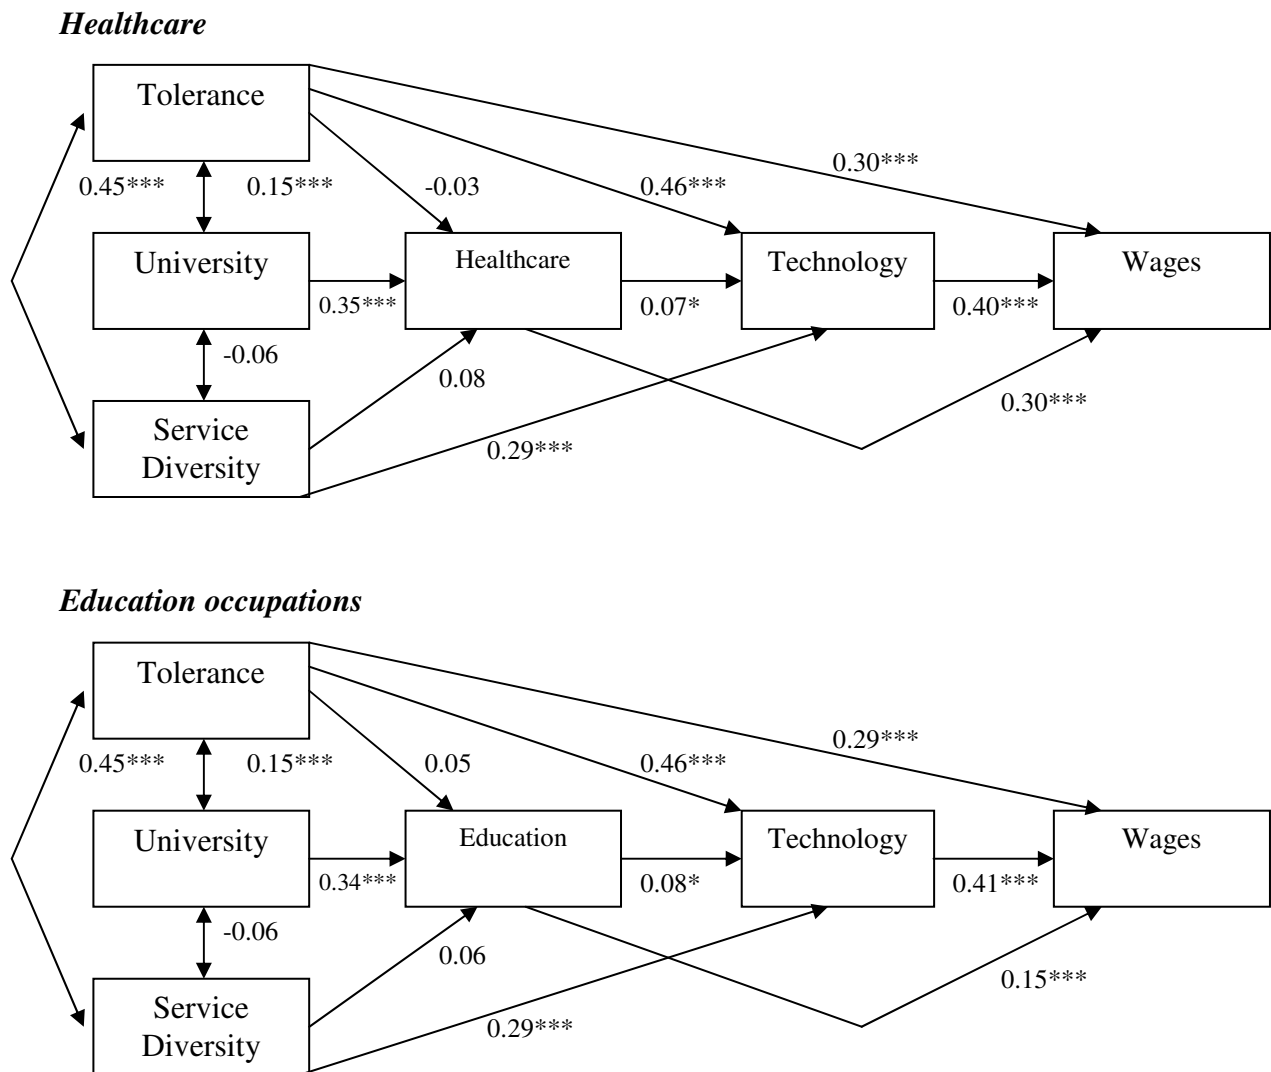 Healthcare
Tolerance
0.30***
0.45***
0.15***
-0.03
0.46***
University
Healthcare
Technology
Wages
0.35***
0.07*
0.40***
-0.06
0.08
0.30***
Service
Diversity
0.29***
Education occupations
Tolerance
0.29***
0.45***
0.15***
0.05
0.46***
University
Education
Technology
Wages
0.34***
0.08*
0.41***
-0.06
0.06
0.15***
Service
Diversity
0.29***